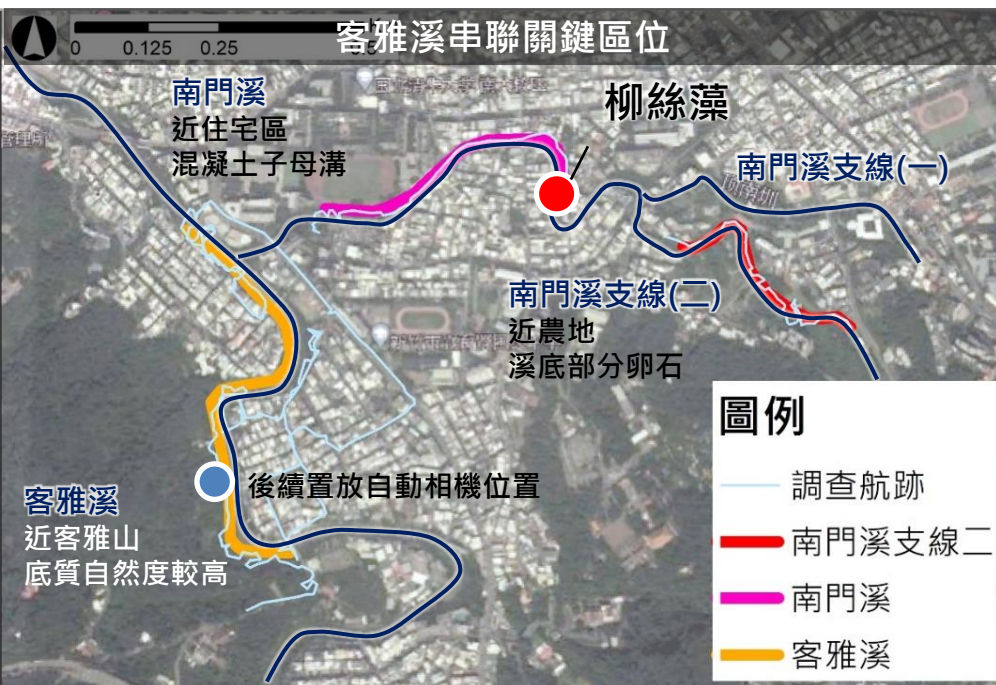 客雅溪串聯關鍵區位
0 0.125 0.25
南門溪
近住宅區
混凝土子母溝
柳絲藻
南門溪支線(一)
南門溪支線(二)
近農地
溪底部分卵石
後續置放自動相機位置
客雅溪
近客雅山
底質自然度較高
圖例
調查航跡
南門溪支線二
南門溪
客雅溪